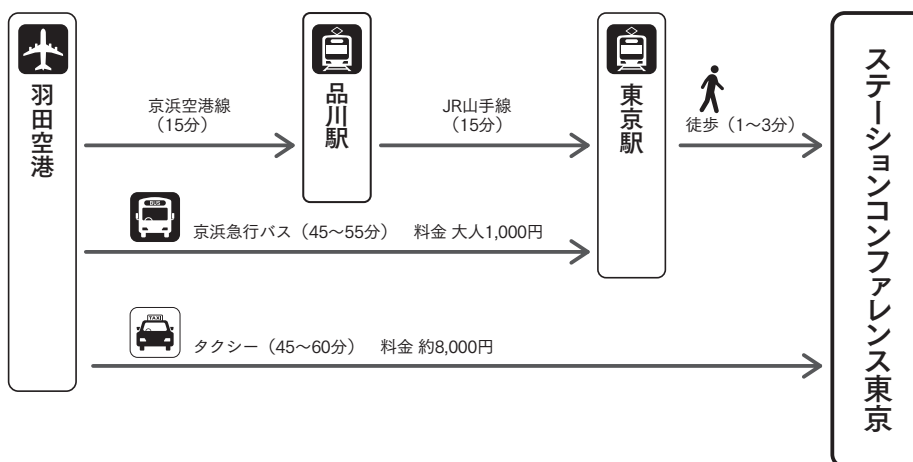 羽田空港
京浜空港線
（15分）
品川駅
JR山手線
（15分）
東京駅
徒歩（1〜3分）
ステーションコンファレンス東京
BUS
京浜急行バス（45〜55分）　料金 大人1,000円
TAXI
タクシー（45〜60分）　料金 約8,000円